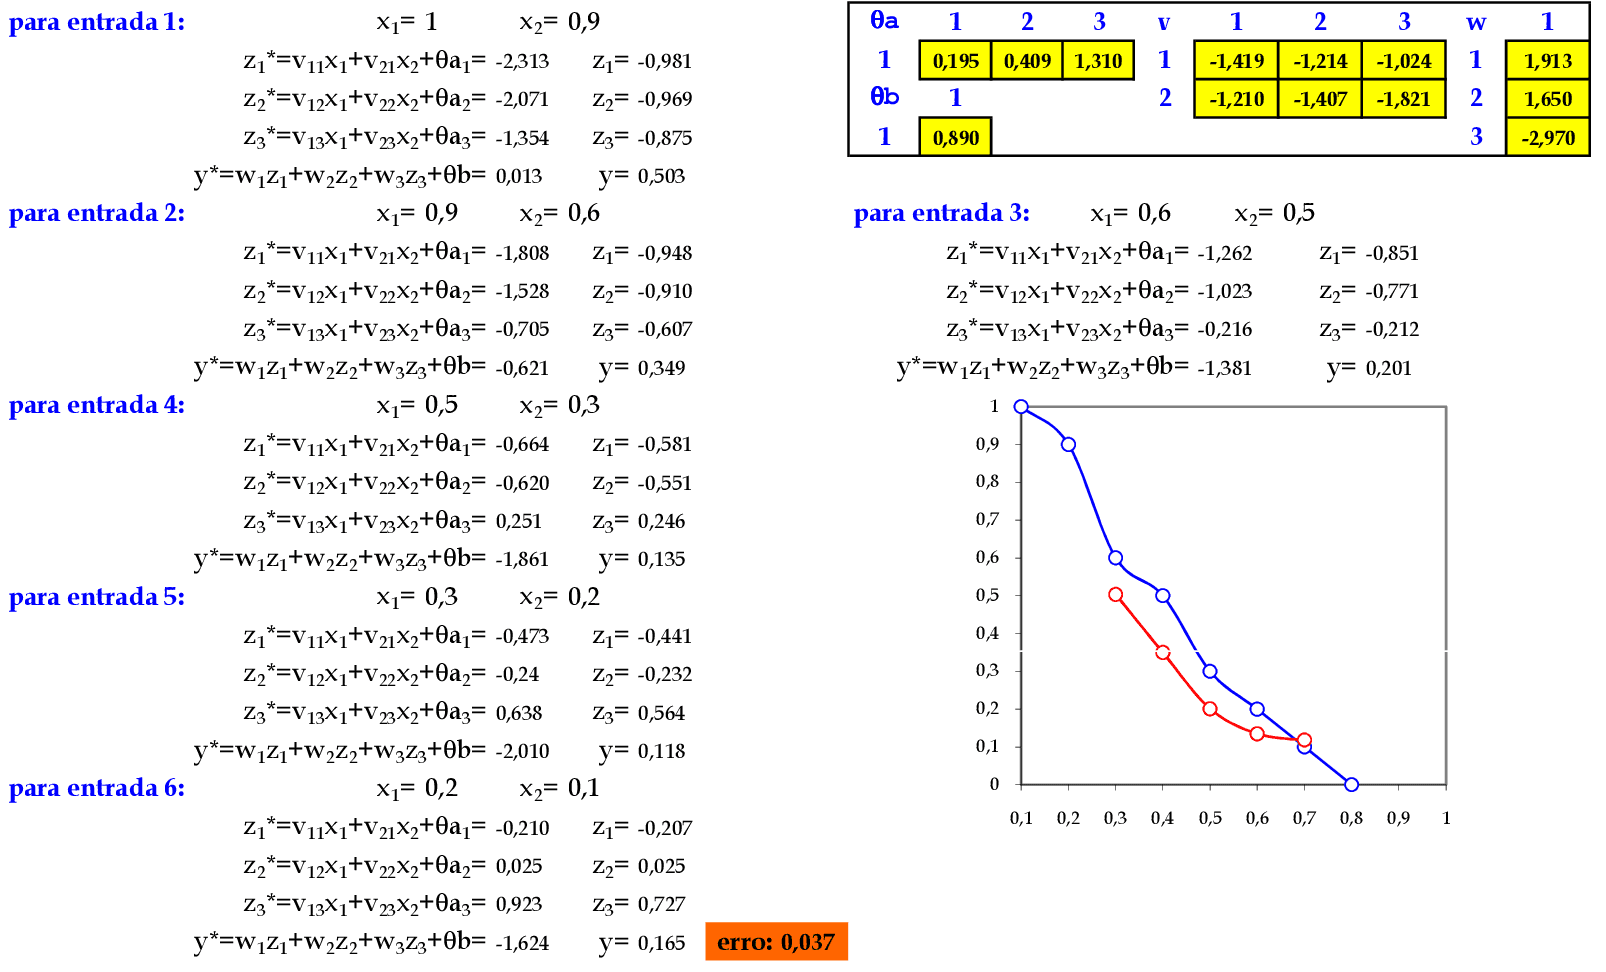 para entrada 1: x₁= 1 x₂= 0,9
z₁*=v₁₁x₁+v₂₁x₂+θa₁= -2,313 z₁= -0,981
z₂*=v₁₂x₁+v₂₂x₂+θa₂= -2,071 z₂= -0,969
z₃*=v₁₃x₁+v₂₃x₂+θa₃= -1,354 z₃= -0,875
y*=w₁z₁+w₂z₂+w₃z₃+θb= 0,013 y= 0,503
θa 1 2 3 v 1 2 3 w 1
1 0,195 0,409 1,310 1 -1,419 -1,214 -1,024 1 1,913
θb 1 2 -1,210 -1,407 -1,821 2 1,650
1 0,890 3 -2,970
para entrada 2: x₁= 0,9 x₂= 0,6
z₁*=v₁₁x₁+v₂₁x₂+θa₁= -1,808 z₁= -0,948
z₂*=v₁₂x₁+v₂₂x₂+θa₂= -1,528 z₂= -0,910
z₃*=v₁₃x₁+v₂₃x₂+θa₃= -0,705 z₃= -0,607
y*=w₁z₁+w₂z₂+w₃z₃+θb= -0,621 y= 0,349
para entrada 3: x₁= 0,6 x₂= 0,5
z₁*=v₁₁x₁+v₂₁x₂+θa₁= -1,262 z₁= -0,851
z₂*=v₁₂x₁+v₂₂x₂+θa₂= -1,023 z₂= -0,771
z₃*=v₁₃x₁+v₂₃x₂+θa₃= -0,216 z₃= -0,212
y*=w₁z₁+w₂z₂+w₃z₃+θb= -1,381 y= 0,201
para entrada 4: x₁= 0,5 x₂= 0,3
z₁*=v₁₁x₁+v₂₁x₂+θa₁= -0,664 z₁= -0,581
z₂*=v₁₂x₁+v₂₂x₂+θa₂= -0,620 z₂= -0,551
z₃*=v₁₃x₁+v₂₃x₂+θa₃= 0,251 z₃= 0,246
y*=w₁z₁+w₂z₂+w₃z₃+θb= -1,861 y= 0,135
para entrada 5: x₁= 0,3 x₂= 0,2
z₁*=v₁₁x₁+v₂₁x₂+θa₁= -0,473 z₁= -0,441
z₂*=v₁₂x₁+v₂₂x₂+θa₂= -0,24 z₂= -0,232
z₃*=v₁₃x₁+v₂₃x₂+θa₃= 0,638 z₃= 0,564
y*=w₁z₁+w₂z₂+w₃z₃+θb= -2,010 y= 0,118
para entrada 6: x₁= 0,2 x₂= 0,1
z₁*=v₁₁x₁+v₂₁x₂+θa₁= -0,210 z₁= -0,207
z₂*=v₁₂x₁+v₂₂x₂+θa₂= 0,025 z₂= 0,025
z₃*=v₁₃x₁+v₂₃x₂+θa₃= 0,923 z₃= 0,727
y*=w₁z₁+w₂z₂+w₃z₃+θb= -1,624 y= 0,165 erro: 0,037
1
0,9
0,8
0,7
0,6
0,5
0,4
0,3
0,2
0,1
0
0,1 0,2 0,3 0,4 0,5 0,6 0,7 0,8 0,9 1